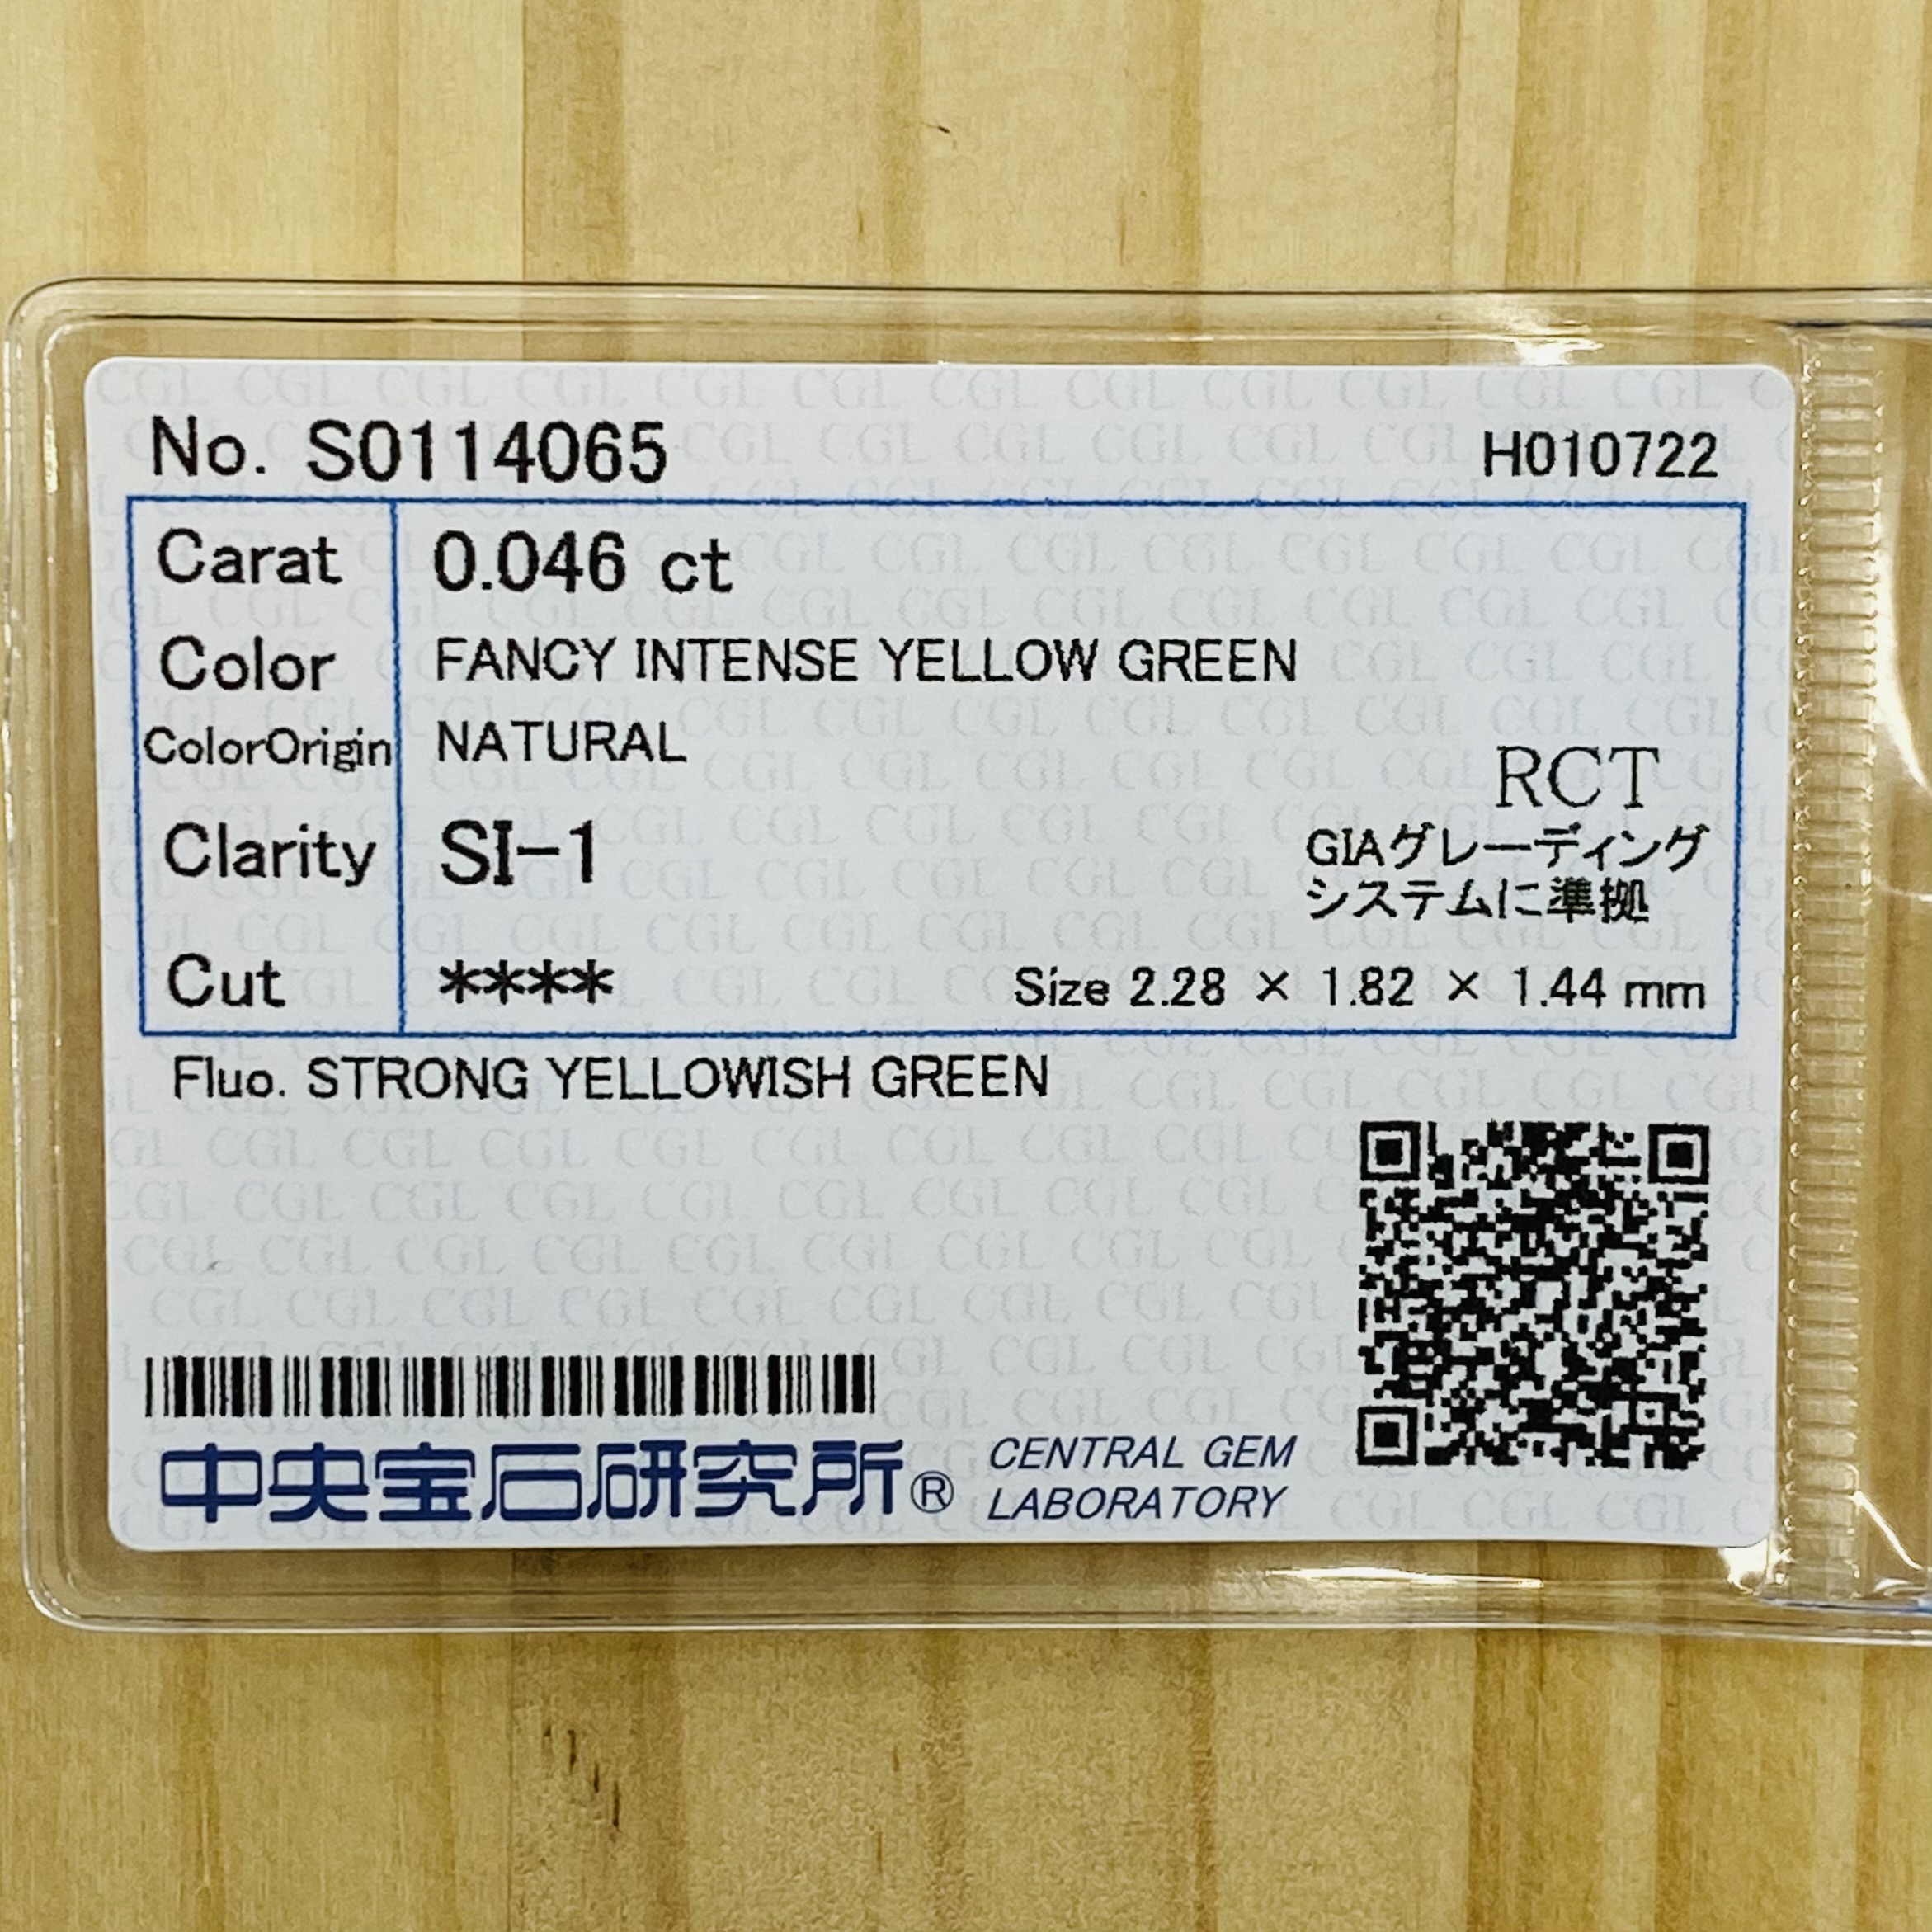 No. S0114065 H010722
Carat 0.046 ct
Color FANCY INTENSE YELLOW GREEN
ColorOrigin NATURAL
RCT
Clarity SI-1
GIAグレーディング
システムに準拠
Cut **** Size 2.28 × 1.82 × 1.44 mm
Fluo. STRONG YELLOWISH GREEN
中央宝石研究所® CENTRAL GEM
LABORATORY